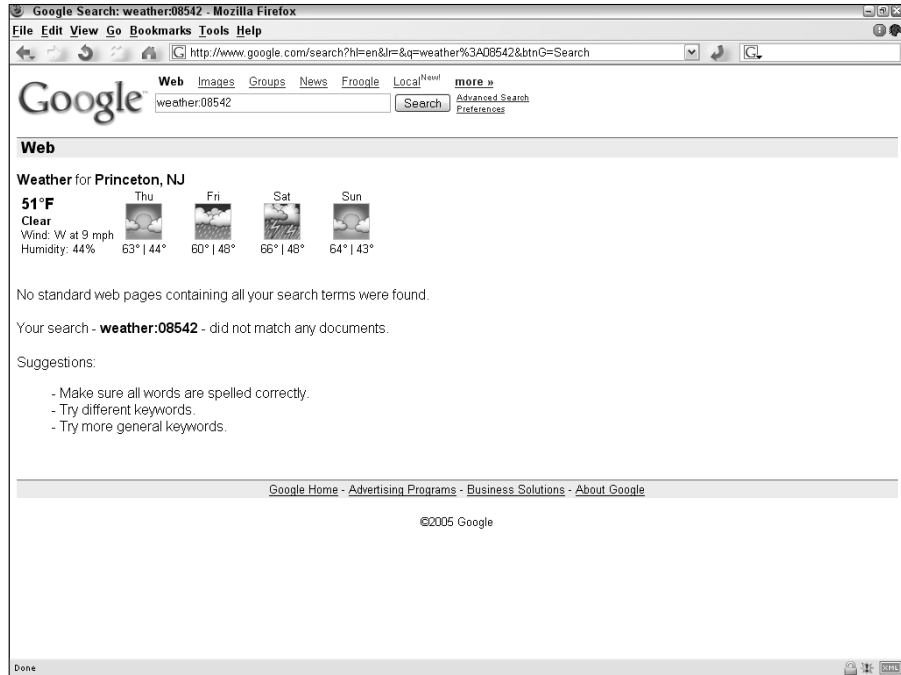 Google Search: weather:08542 - Mozilla Firefox
File Edit View Go Bookmarks Tools Help
G http://www.google.com/search?hl=en&lr=&q=weather%3A08542&btnG=Search G
Web Images Groups News Froogle Local New! more »
Google™ weather:08542 Search Advanced Search
Preferences
Web
Weather for Princeton, NJ
Thu Fri Sat Sun
51°F
Clear
Wind: W at 9 mph
Humidity: 44% 63° | 44° 60° | 48° 66° | 48° 64° | 43°
No standard web pages containing all your search terms were found.
Your search - weather:08542 - did not match any documents.
Suggestions:
- Make sure all words are spelled correctly.
- Try different keywords.
- Try more general keywords.
Google Home - Advertising Programs - Business Solutions - About Google
©2005 Google
Done XML